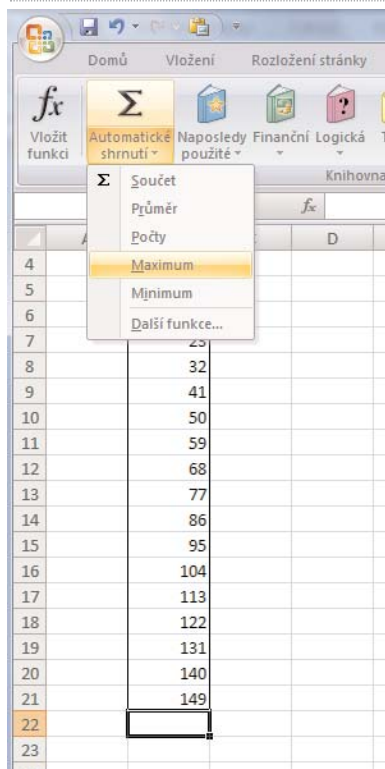 Domů Vložení Rozložení stránky
fx Σ ?
Vložit funkci Automatické shrnutí Naposledy použité Finanční Logická
Knihovna
Σ Součet
Průměr
Počty
Maximum
Minimum
Další funkce...
fx
D
4
5
6
7 23
8 32
9 41
10 50
11 59
12 68
13 77
14 86
15 95
16 104
17 113
18 122
19 131
20 140
21 149
22
23